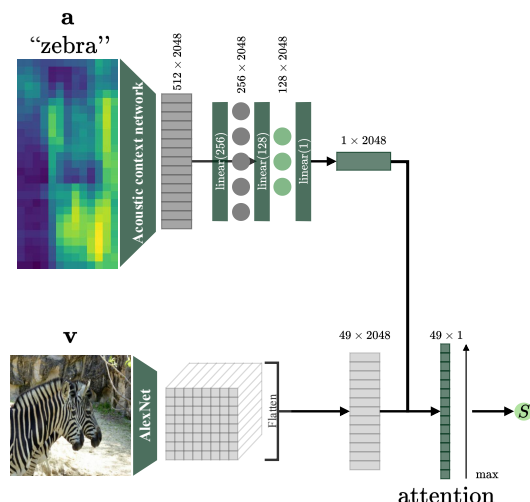 a
“zebra”
Acoustic context network
512 × 2048
linear(256)
256 × 2048
linear(128)
128 × 2048
linear(1)
1 × 2048
v
AlexNet
Flatten
49 × 2048
49 × 1
max
S
attention